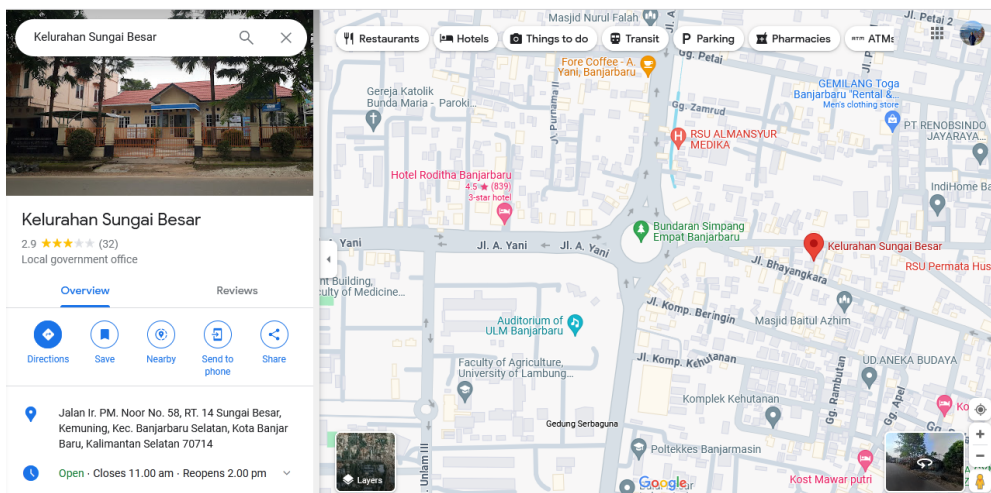 Kelurahan Sungai Besar
Kelurahan Sungai Besar
2.9
(32)
Local government office
Overview
Reviews
Directions
Save
Nearby
Send to
phone
Share
Jalan Ir. PM. Noor No. 58, RT. 14 Sungai Besar,
Kemuning, Kec. Banjarbaru Selatan, Kota Banjar
Baru, Kalimantan Selatan 70714
Open · Closes 11.00 am · Reopens 2.00 pm
Restaurants
Hotels
Things to do
Transit
P Parking
Pharmacies
ATMs
Masjid Nurul Falah
Jl. Petai 2
Gg. Petai
Fore Coffee - A.
Yani, Banjarbaru
Gereja Katolik
Bunda Maria - Paroki...
Jl. Purnama II
Gg. Zamrud
GEMILANG Toga
Banjarbaru "Rental &...
Men's clothing store
PT RENOBSINDO
JAYARAYA...
H
RSU ALMANSYUR
MEDIKA
Hotel Roditha Banjarbaru
4.5 ★ (839)
3-star hotel
IndiHome Ba
Bundaran Simpang
Empat Banjarbaru
Yani
Jl. A. Yani
Jl. A. Yani
Kelurahan Sungai Besar
RSU Permata Hus
Jl. Bhayangkara
nt Building,
ulty of Medicine...
Jl. Komp. Beringin
Masjid Baitul Azhim
Auditorium of
ULM Banjarbaru
Faculty of Agriculture,
University of Lambung...
Jl. Komp. Kehutanan
UD.ANEKA BUDAYA
Gg. Rambutan
Gg. Apel
Komplek Kehutanan
Ko
Gedung Serbaguna
Unlam III
Poltekkes Banjarmasin
Kost Mawar putri
Layers
Google